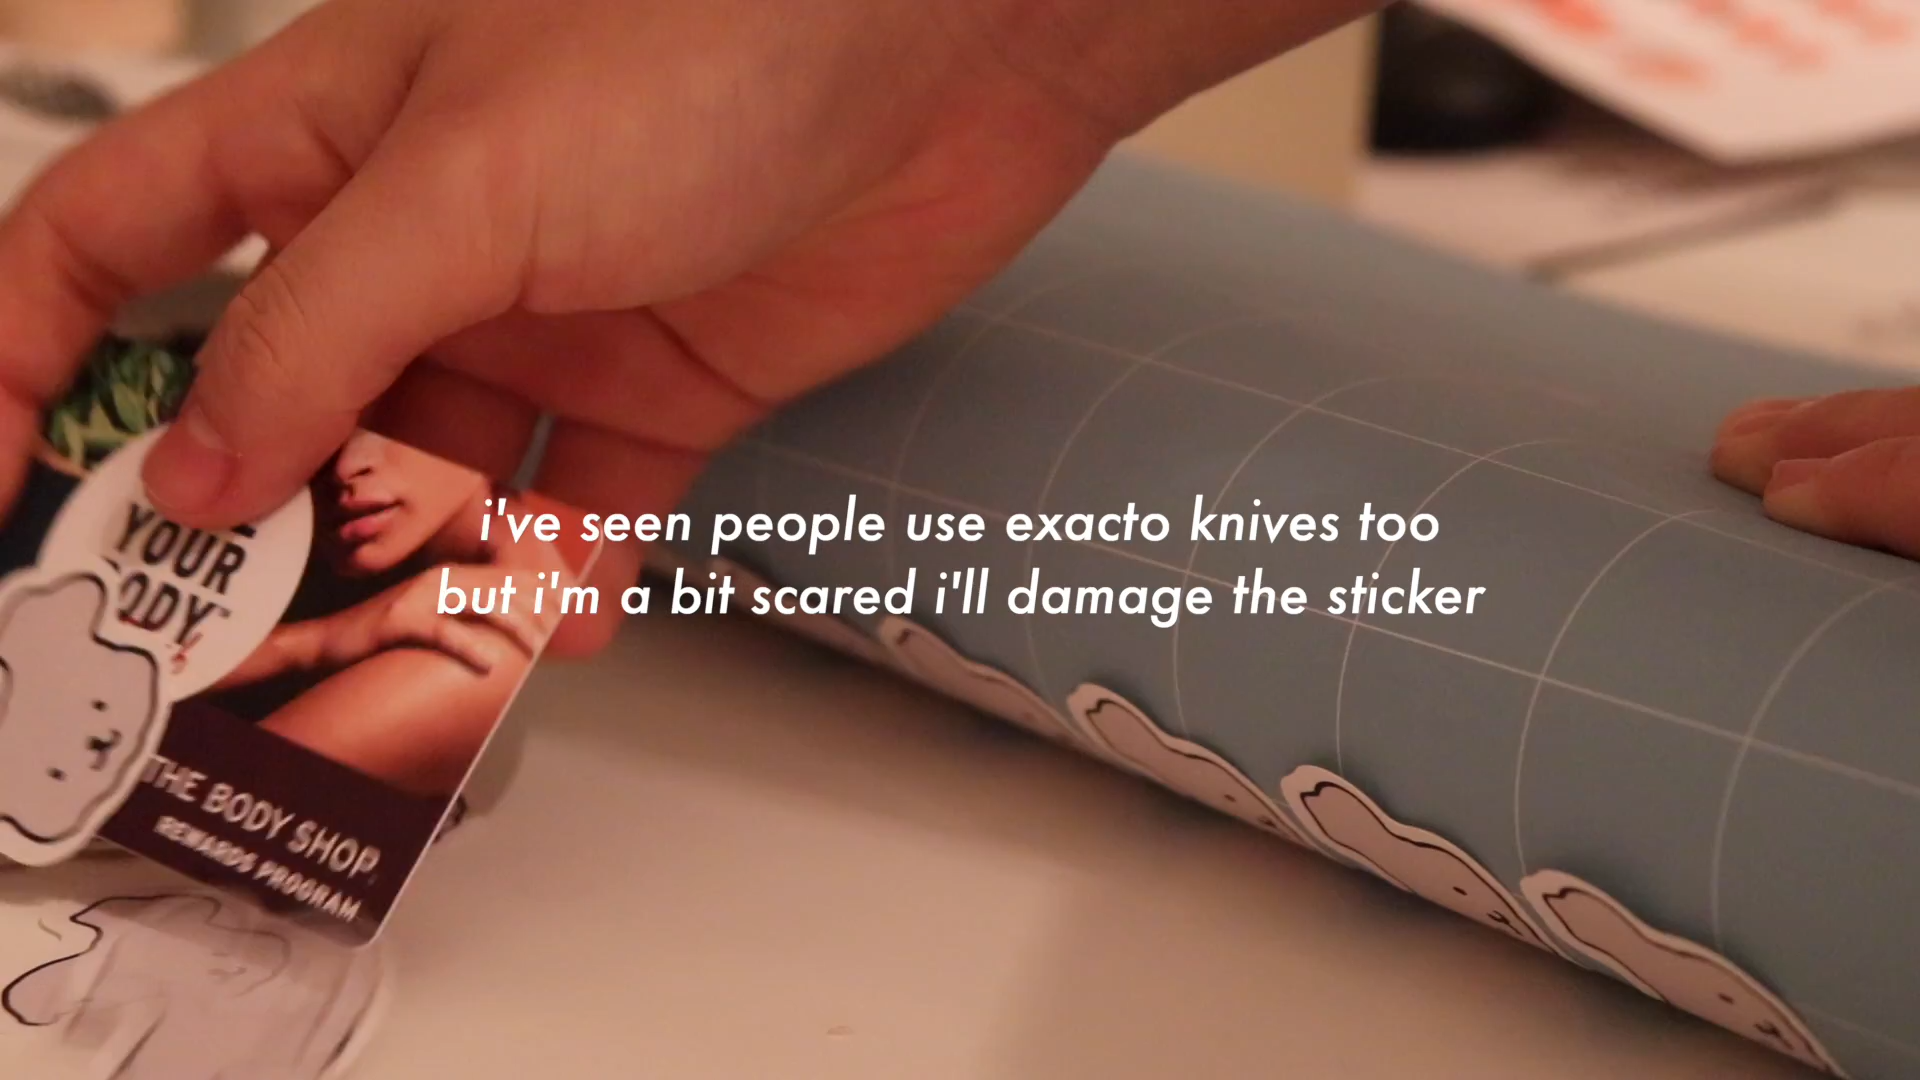 i've seen people use exacto knives too
but i'm a bit scared i'll damage the sticker
YOUR
THE BODY SHOP.
REWARDS PROGRAM